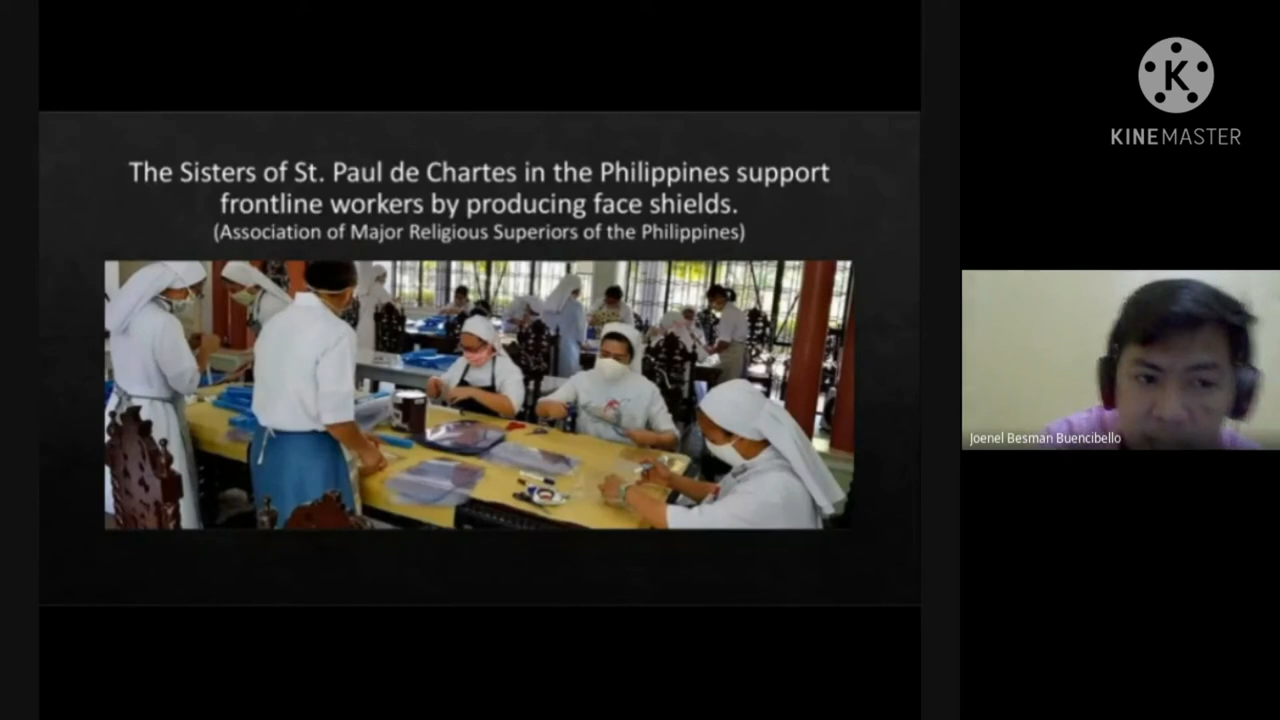 The Sisters of St. Paul de Chartes in the Philippines support
frontline workers by producing face shields.
(Association of Major Religious Superiors of the Philippines)
K
KINEMASTER
Joenel Besman Buencibello